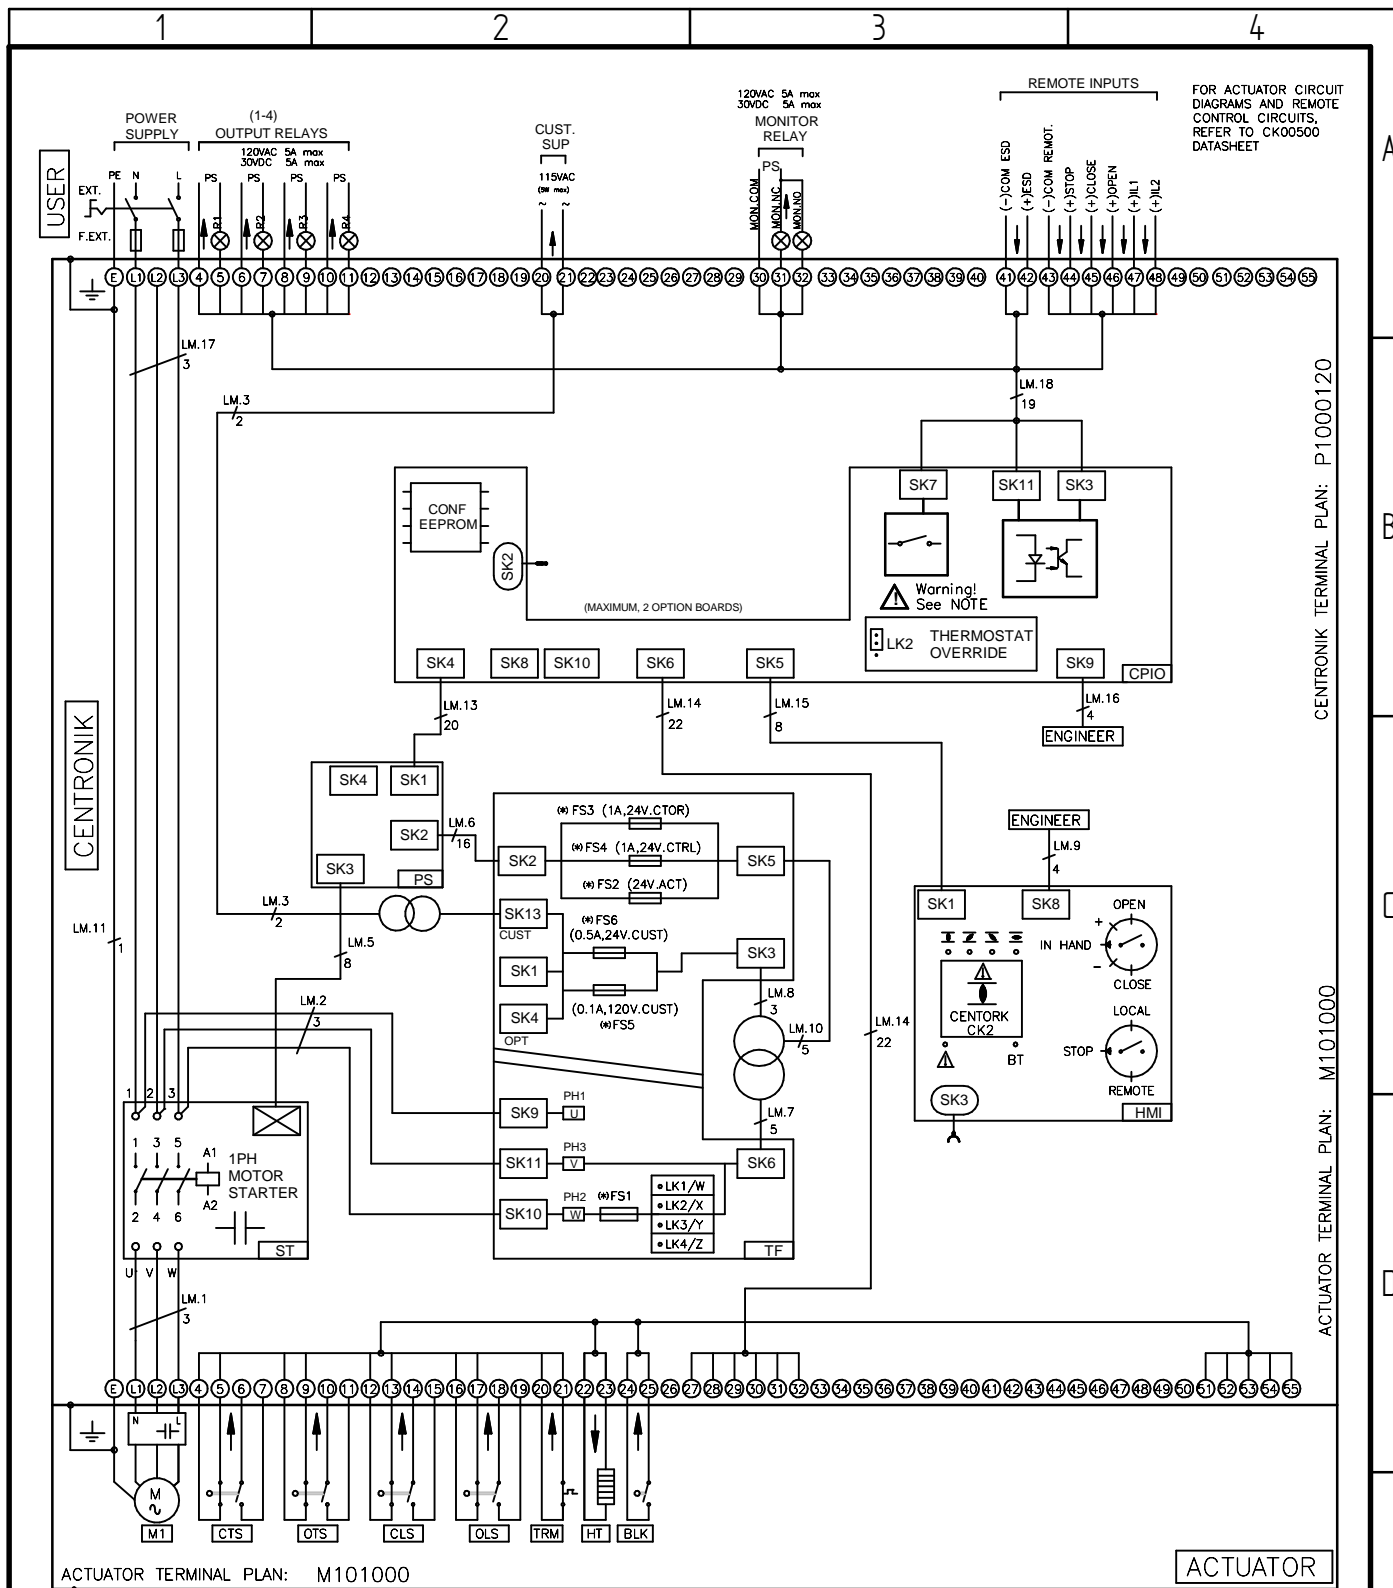 1 2 3 4
A
B
C
D
POWER
SUPPLY
(1-4)
OUTPUT RELAYS
120VAC 5A max
30VDC 5A max
CUST.
SUP
115VAC
(5W max)
~ ~
120VAC 5A max
30VDC 5A max
MONITOR
RELAY
PS
REMOTE INPUTS
FOR ACTUATOR CIRCUIT
DIAGRAMS AND REMOTE
CONTROL CIRCUITS,
REFER TO CK00500
DATASHEET
USER
EXT.
F.EXT.
PE N L
PS PS PS PS
R1 R2 R3 R4
MON.COM
MON.NC
MON.NO
(-)COM ESD
(+)ESD
(-)COM REMOT.
(+)STOP
(+)CLOSE
(+)OPEN
(+)IL1
(+)IL2
E L1 L2 L3 4 5 6 7 8 9 10 11 12 13 14 15 16 17 18 19 20 21 22 23 24 25 26 27 28 29 30 31 32 33 34 35 36 37 38 39 40 41 42 43 44 45 46 47 48 49 50 51 52 53 54 55
LM.17
3
LM.3
2
LM.18
19
CENTRONIK TERMINAL PLAN: P1000120
CONF
EEPROM
SK2
SK7 SK11 SK3
(MAXIMUM, 2 OPTION BOARDS)
Warning!
See NOTE
LK2
THERMOSTAT
OVERRIDE
SK4 SK8 SK10 SK6 SK5 SK9
CPIO
LM.13
20
LM.14
22
LM.15
8
LM.16
4
ENGINEER
CENTRONIK
SK4 SK1
SK2
SK3
PS
LM.6
16
(*) FS3 (1A,24V.CTOR)
(*) FS4 (1A,24V.CTRL)
(*) FS2 (24V.ACT)
SK2
SK5
ENGINEER
LM.9
4
LM.3
2
SK13
CUST
(*)FS6
(0.5A,24V.CUST)
SK1
SK3
SK4
OPT
(0.1A,120V.CUST)
(*)FS5
LM.11
1
LM.5
8
LM.2
3
LM.8
3
LM.10
5
LM.14
22
LM.7
5
SK1 SK8
OPEN
+
IN HAND
-
CLOSE
CENTORK
CK2
LOCAL
STOP
REMOTE
BT
SK3
HMI
1 2 3
1 3 5
A1
A2
2 4 6
1PH
MOTOR
STARTER
ST
U V W
SK9
PH1
U
SK11
PH3
V
SK6
SK10
PH2
W
(*)FS1
LK1/W
LK2/X
LK3/Y
LK4/Z
TF
LM.1
3
ACTUATOR TERMINAL PLAN: M101000
E L1 L2 L3 4 5 6 7 8 9 10 11 12 13 14 15 16 17 18 19 20 21 22 23 24 25 26 27 28 29 30 31 32 33 34 35 36 37 38 39 40 41 42 43 44 45 46 47 48 49 50 51 52 53 54 55
N L
M
~
M1 CTS OTS CLS OLS TRM HT BLK
ACTUATOR TERMINAL PLAN: M101000
ACTUATOR